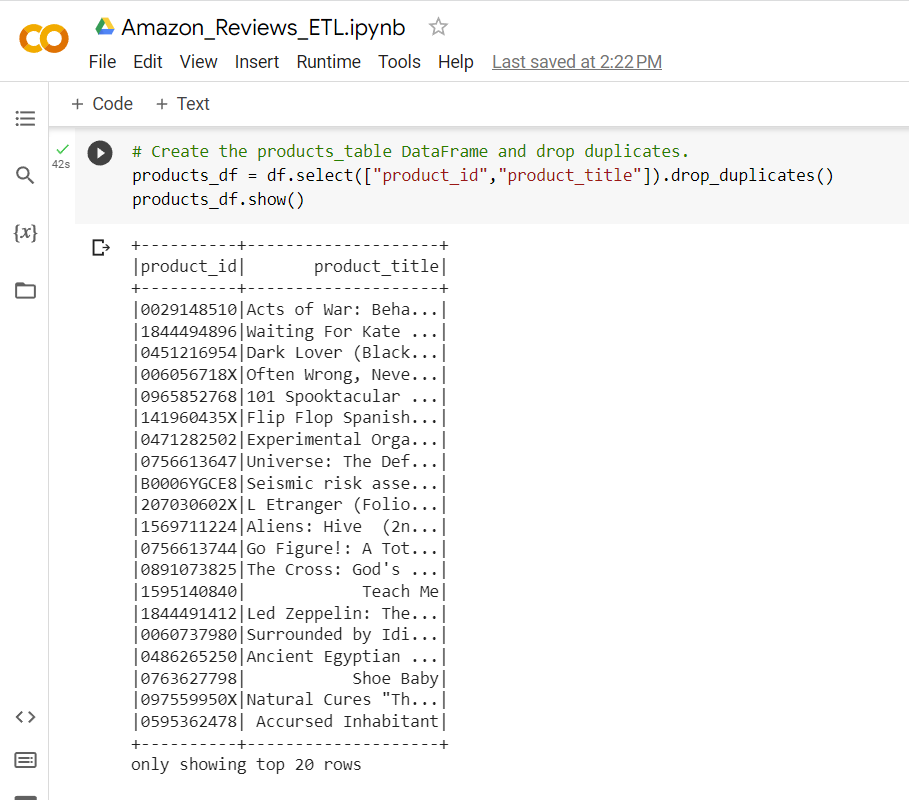 Amazon_Reviews_ETL.ipynb
File Edit View Insert Runtime Tools Help Last saved at 2:22 PM
+ Code + Text
42s
# Create the products_table DataFrame and drop duplicates.
products_df = df.select(["product_id","product_title"]).drop_duplicates()
products_df.show()
{x}
+----------+--------------------+
|product_id|       product_title|
+----------+--------------------+
|0029148510|Acts of War: Beha...|
|1844494896|Waiting For Kate ...|
|0451216954|Dark Lover (Black...|
|006056718X|Often Wrong, Neve...|
|0965852768|101 Spooktacular ...|
|141960435X|Flip Flop Spanish...|
|0471282502|Experimental Orga...|
|0756613647|Universe: The Def...|
|B0006YGCE8|Seismic risk asse...|
|207030602X|L Etranger (Folio...|
|1569711224|Aliens: Hive  (2n...|
|0756613744|Go Figure!: A Tot...|
|0891073825|The Cross: God's ...|
|1595140840|            Teach Me|
|1844491412|Led Zeppelin: The...|
|0060737980|Surrounded by Idi...|
|0486265250|Ancient Egyptian ...|
|0763627798|           Shoe Baby|
|097559950X|Natural Cures "Th...|
|0595362478| Accursed Inhabitant|
+----------+--------------------+
only showing top 20 rows